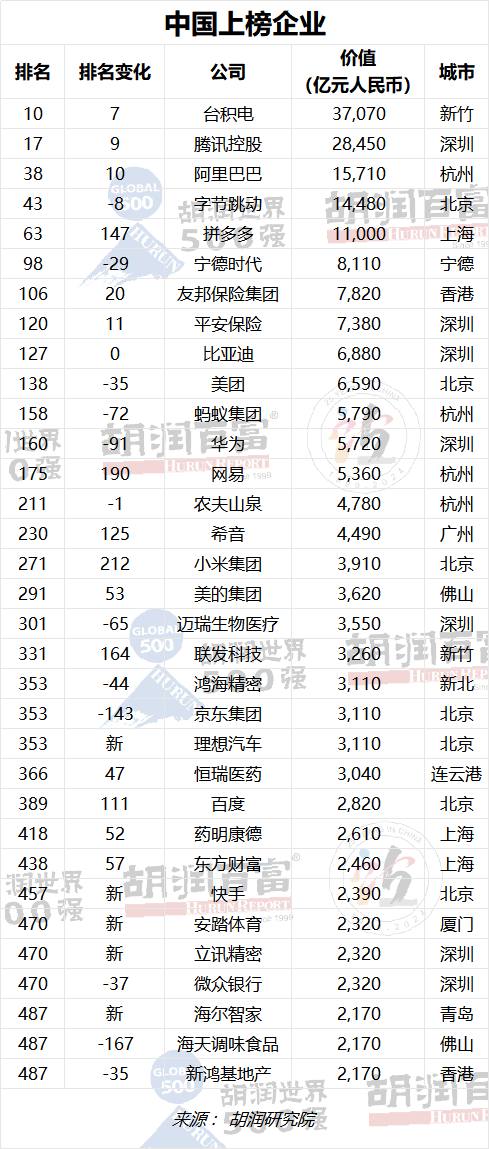 中国上榜企业
排名 排名变化 公司 价值（亿元人民币） 城市
10 7 台积电 37,070 新竹
17 9 腾讯控股 28,450 深圳
38 10 阿里巴巴 15,710 杭州
43 -8 字节跳动 14,480 北京
63 147 拼多多 11,000 上海
98 -29 宁德时代 8,110 宁德
106 20 友邦保险集团 7,820 香港
120 11 平安保险 7,380 深圳
127 0 比亚迪 6,880 深圳
138 -35 美团 6,590 北京
158 -72 蚂蚁集团 5,790 杭州
160 -91 华为 5,720 深圳
175 190 网易 5,360 杭州
211 -1 农夫山泉 4,780 杭州
230 125 希音 4,490 广州
271 212 小米集团 3,910 北京
291 53 美的集团 3,620 佛山
301 -65 迈瑞生物医疗 3,550 深圳
331 164 联发科技 3,260 新竹
353 -44 鸿海精密 3,110 新北
353 -143 京东集团 3,110 北京
353 新 理想汽车 3,110 北京
366 47 恒瑞医药 3,040 连云港
389 111 百度 2,820 北京
418 52 药明康德 2,610 上海
438 57 东方财富 2,460 上海
457 新 快手 2,390 北京
470 新 安踏体育 2,320 厦门
470 新 立讯精密 2,320 深圳
470 -37 微众银行 2,320 深圳
487 新 海尔智家 2,170 青岛
487 -167 海天调味食品 2,170 佛山
487 -35 新鸿基地产 2,170 香港
来源：胡润研究院